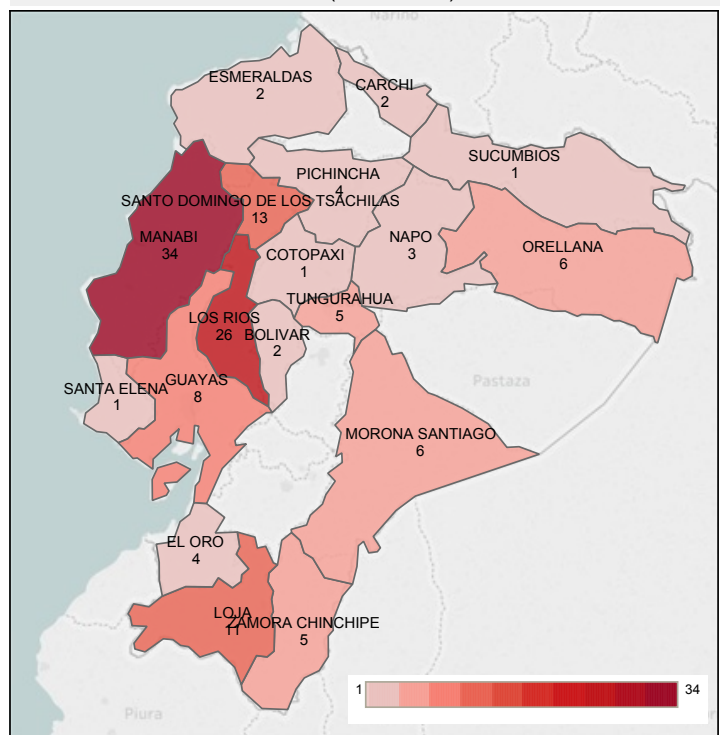 Nariño
ESMERALDAS
2
CARCHI
2
SUCUMBIOS
1
PICHINCHA
4
SANTO DOMINGO DE LOS TSACHILAS
13
MANABI
34
NAPO
3
ORELLANA
6
COTOPAXI
1
TUNGURAHUA
5
LOS RIOS
26
BOLIVAR
2
Pastaza
SANTA ELENA
1
GUAYAS
8
MORONA SANTIAGO
6
EL ORO
4
LOJA
11
ZAMORA CHINCHIPE
5
1
34
Piura